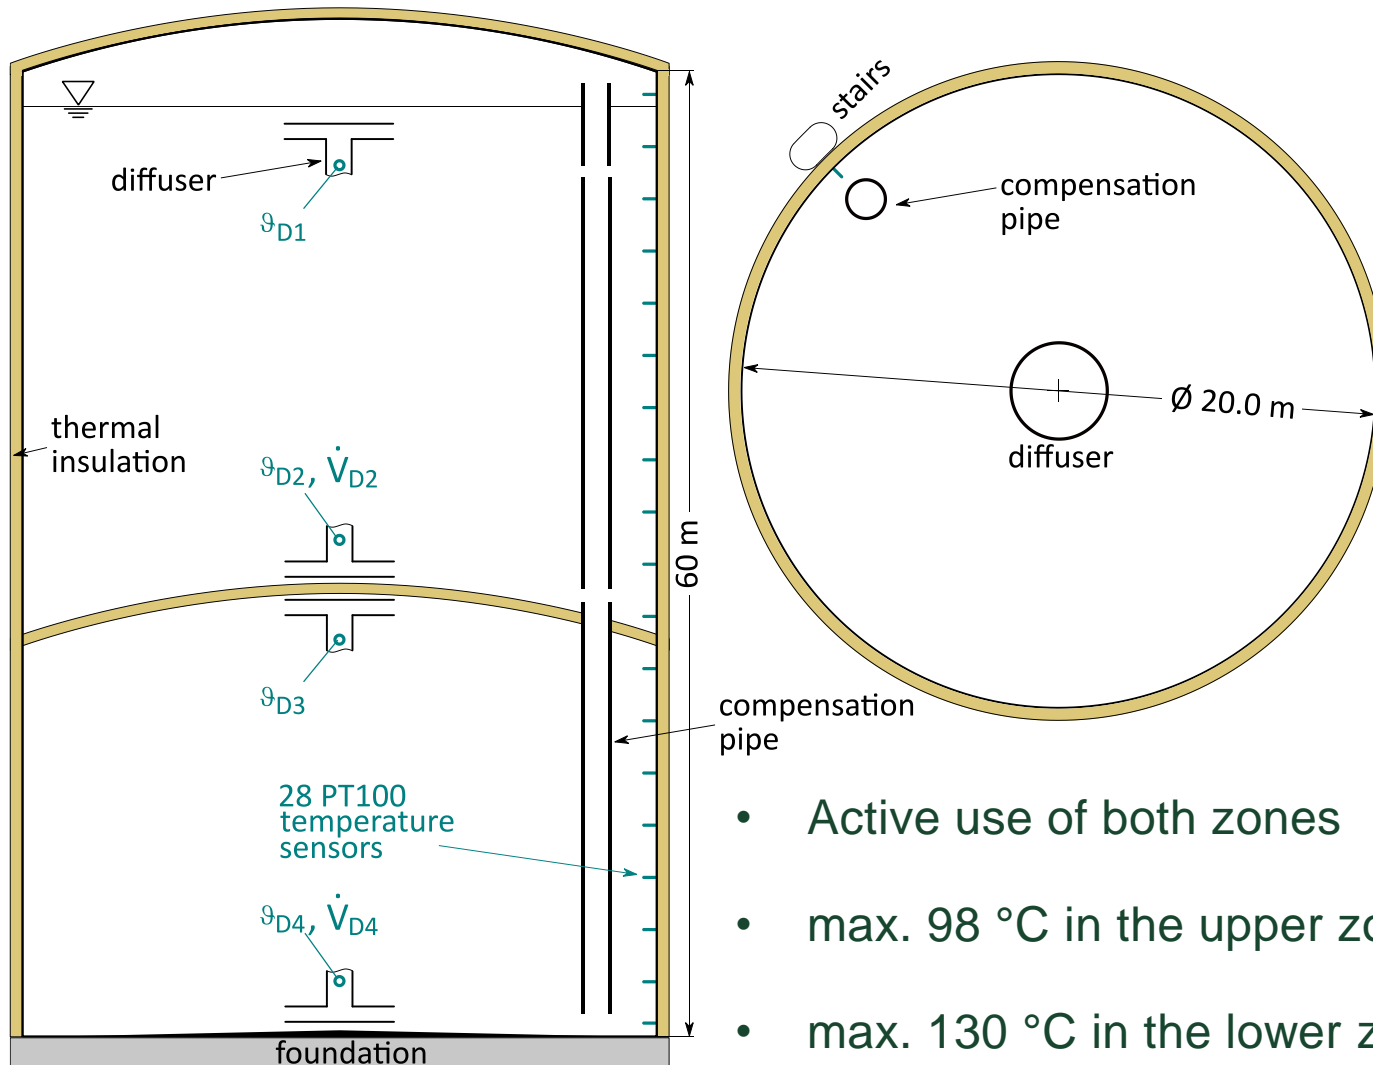 stairs
diffuser
ϑD1
compensation
pipe
thermal
insulation
ϑD2, V̇D2
Ø 20.0 m
diffuser
60 m
ϑD3
compensation
pipe
28 PT100
temperature
sensors
ϑD4, V̇D4
foundation
• Active use of both zones
• max. 98 °C in the upper
• max. 130 °C in the lower